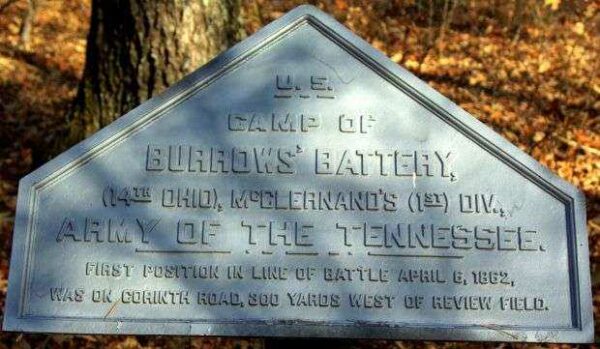 U. S.
CAMP OF
BURROWS' BATTERY,
(14TH OHIO), MCCLERNAND'S (1ST) DIV.,
ARMY OF THE TENNESSEE.
FIRST POSITION IN LINE OF BATTLE APRIL 6, 1862,
WAS ON CORINTH ROAD, 300 YARDS WEST OF REVIEW FIELD.